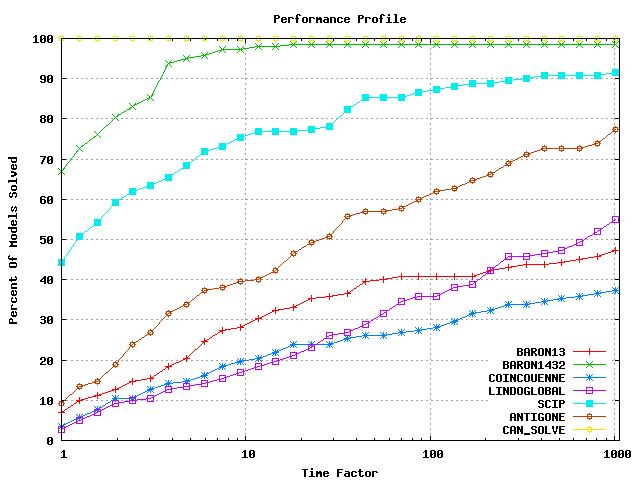 Performance Profile
100
90
80
70
60
50
40
30
20
10
0
Percent Of Models Solved
1
10
100
1000
Time Factor
BARON13
BARON1432
COINCOUENNE
LINDOGLOBAL
SCIP
ANTIGONE
CAN_SOLVE